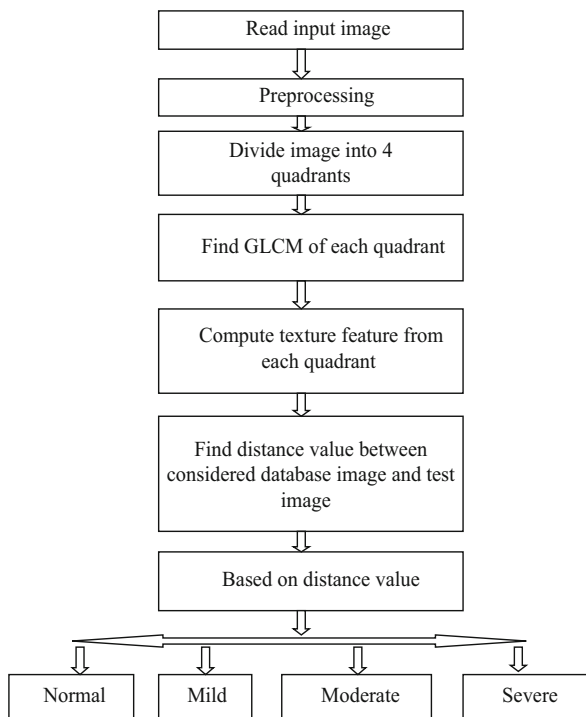 Read input image
Preprocessing
Divide image into 4
quadrants
Find GLCM of each quadrant
Compute texture feature from
each quadrant
Find distance value between
considered database image and test
image
Based on distance value
Normal
Mild
Moderate
Severe